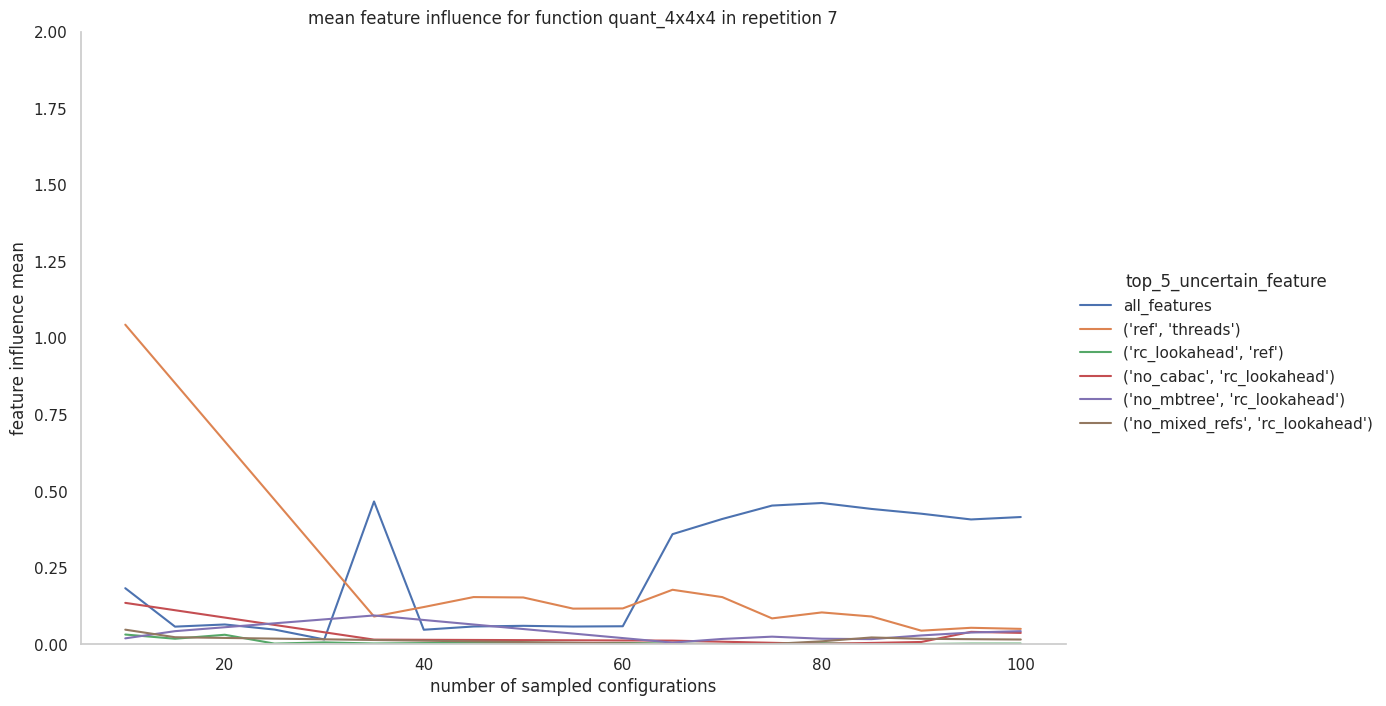 mean feature influence for function quant_4x4x4 in repetition 7
2.00
1.75
1.50
1.25
1.00
0.75
0.50
0.25
0.00
feature influence mean
20
40
60
80
100
number of sampled configurations
top_5_uncertain_feature
all_features
('ref', 'threads')
('rc_lookahead', 'ref')
('no_cabac', 'rc_lookahead')
('no_mbtree', 'rc_lookahead')
('no_mixed_refs', 'rc_lookahead')